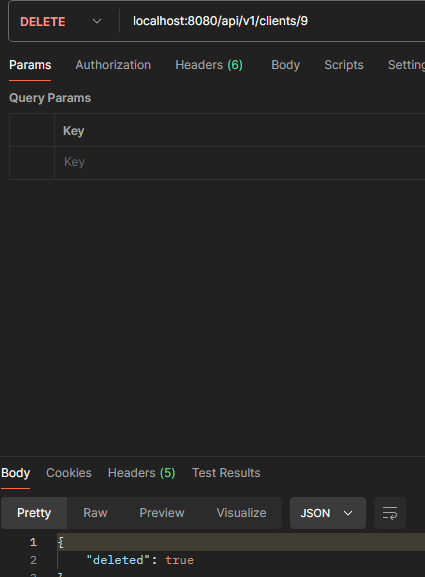 DELETE localhost:8080/api/v1/clients/9
Params Authorization Headers (6) Body Scripts Setting
Query Params
Key
Key
Body Cookies Headers (5) Test Results
Pretty Raw Preview Visualize JSON
1 {
2 "deleted": true
3 }